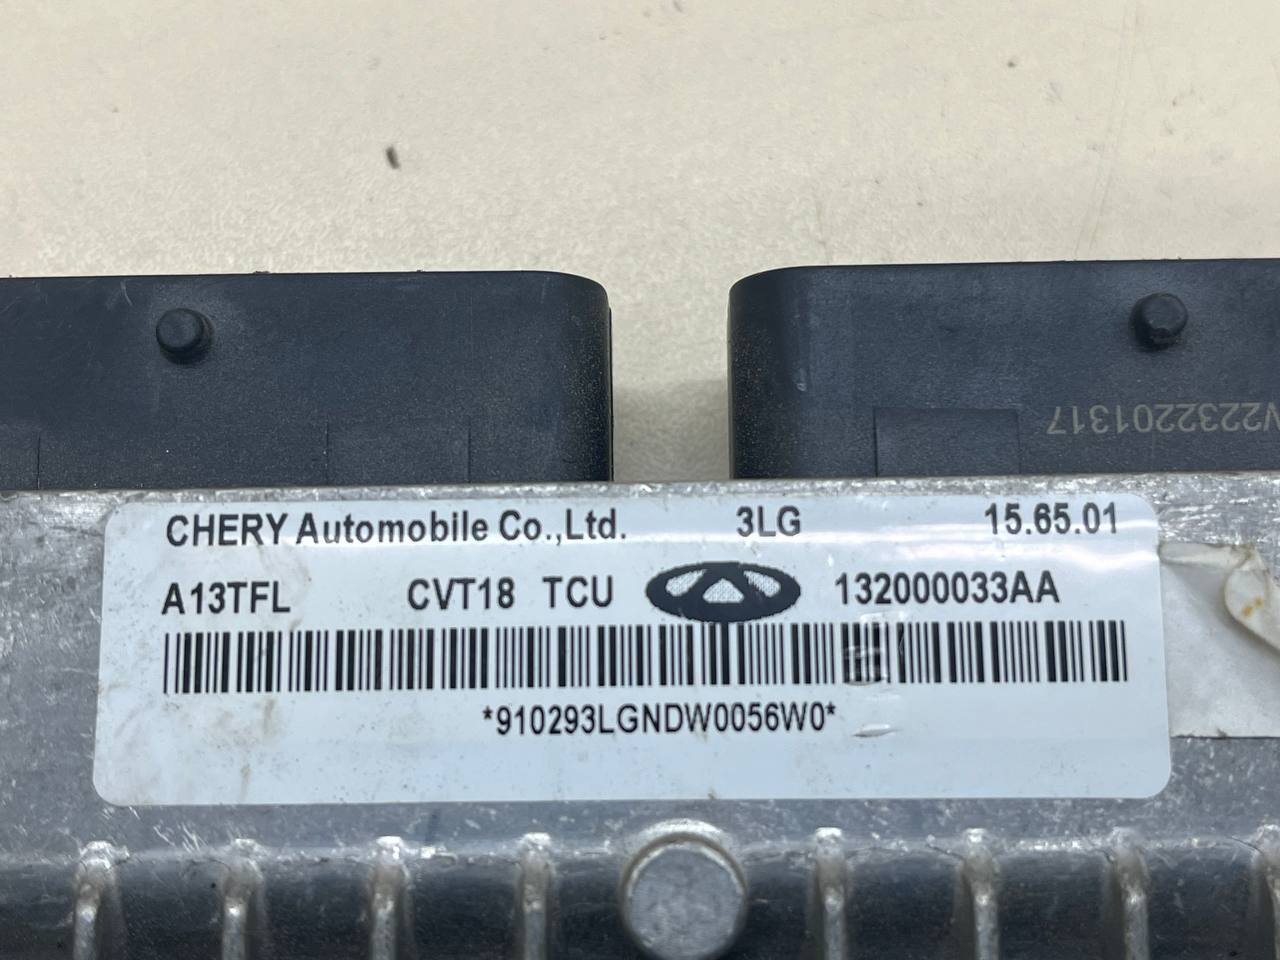 V2232201317
CHERY Automobile Co.,Ltd. 3LG 15.65.01
A13TFL CVT18 TCU 132000033AA
*910293LGNDW0056W0*